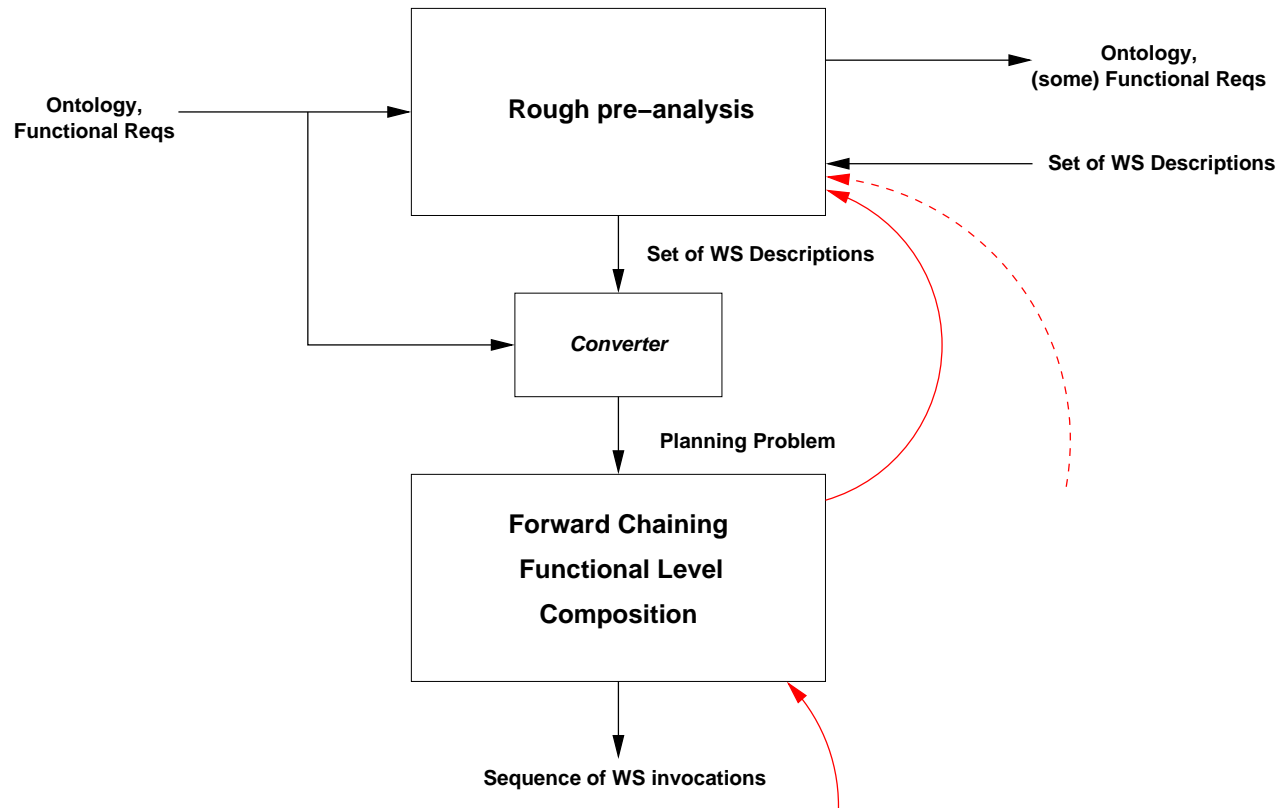 Ontology,
(some) Functional Reqs
Ontology,
Functional Reqs
Rough pre−analysis
Set of WS Descriptions
Set of WS Descriptions
Converter
Planning Problem
Forward Chaining
Functional Level
Composition
Sequence of WS invocations